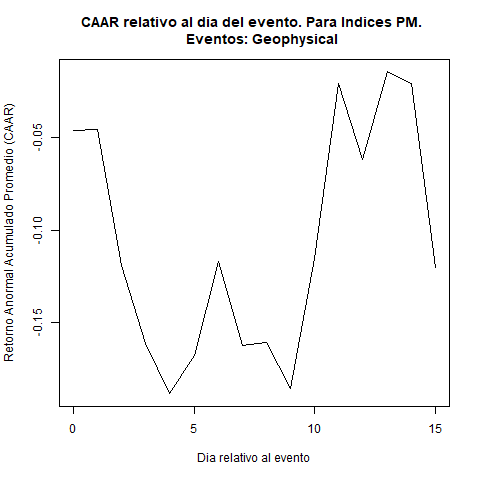 CAAR relativo al dia del evento. Para Indices PM.
Eventos: Geophysical
Retorno Anormal Acumulado Promedio (CAAR)
-0.05
-0.10
-0.15
0
5
10
15
Dia relativo al evento